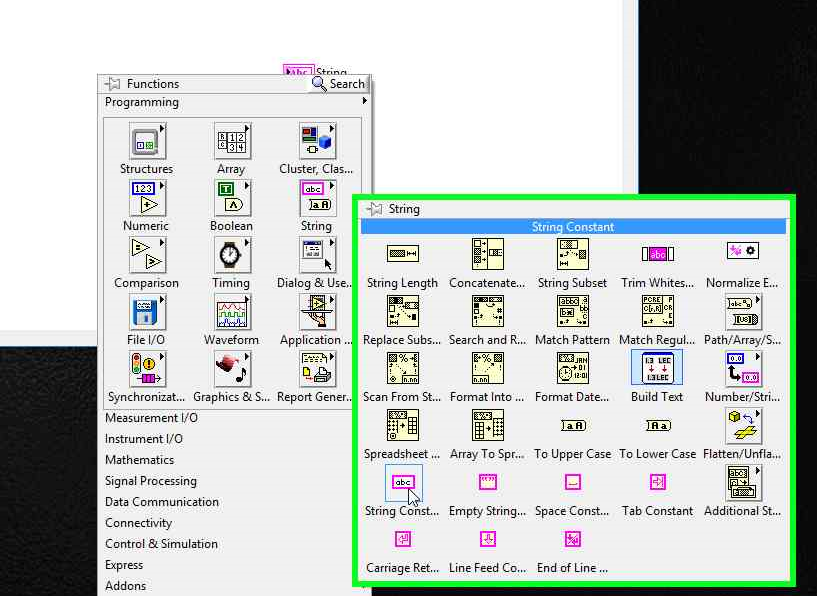 String
Functions
Search
Programming
Structures
Array
Cluster, Clas...
Numeric
Boolean
String
Comparison
Timing
Dialog & Use...
File I/O
Waveform
Application ...
Synchronizat...
Graphics & S...
Report Gener...
Measurement I/O
Instrument I/O
Mathematics
Signal Processing
Data Communication
Connectivity
Control & Simulation
Express
Addons
String
String Constant
String Length
Concatenate...
String Subset
Trim Whites...
Normalize E...
Replace Subs...
Search and R...
Match Pattern
Match Regul...
Path/Array/S...
Scan From St...
Format Into ...
Format Date...
Build Text
Number/Stri...
Spreadsheet ...
Array To Spr...
To Upper Case
To Lower Case
Flatten/Unfla...
String Const...
Empty String...
Space Const...
Tab Constant
Additional St...
Carriage Ret...
Line Feed Co...
End of Line ...